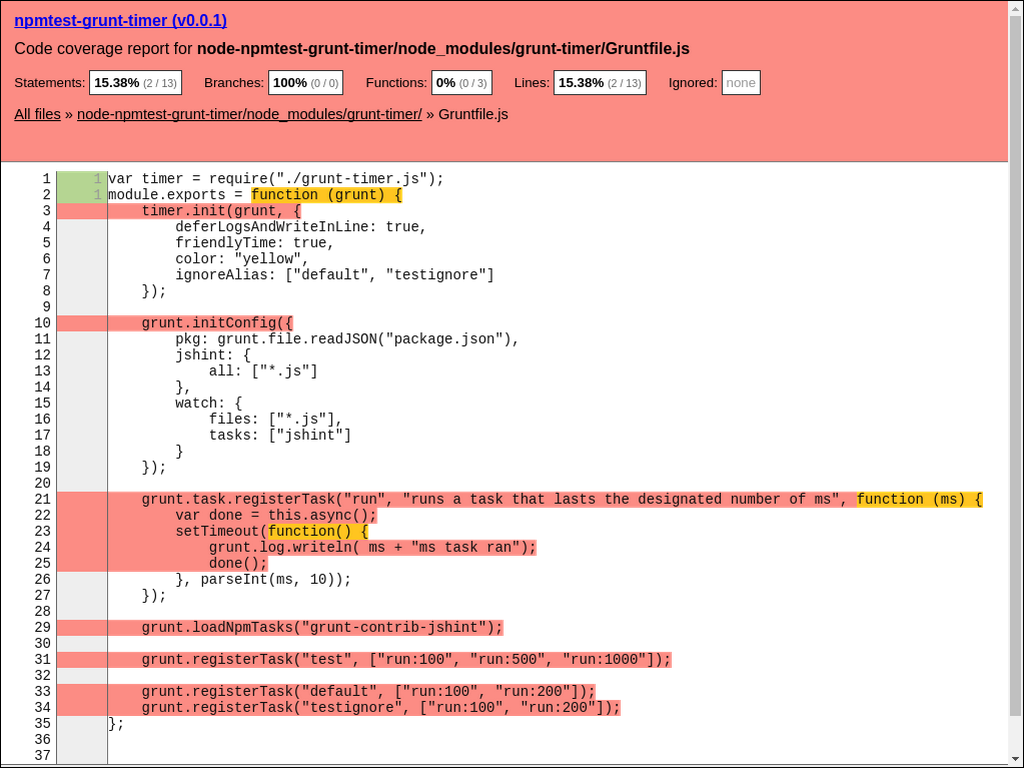 npmtest-grunt-timer (v0.0.1)
Code coverage report for node-npmtest-grunt-timer/node_modules/grunt-timer/Gruntfile.js
Statements: 15.38% (2 / 13) Branches: 100% (0 / 0) Functions: 0% (0 / 3) Lines: 15.38% (2 / 13) Ignored: none
All files » node-npmtest-grunt-timer/node_modules/grunt-timer/ » Gruntfile.js
1 1 var timer = require("./grunt-timer.js");
2 1 module.exports = function (grunt) {
3     timer.init(grunt, {
4         deferLogsAndWriteInLine: true,
5         friendlyTime: true,
6         color: "yellow",
7         ignoreAlias: ["default", "testignore"]
8     });
9
10     grunt.initConfig({
11         pkg: grunt.file.readJSON("package.json"),
12         jshint: {
13             all: ["*.js"]
14         },
15         watch: {
16             files: ["*.js"],
17             tasks: ["jshint"]
18         }
19     });
20
21     grunt.task.registerTask("run", "runs a task that lasts the designated number of ms", function (ms) {
22         var done = this.async();
23         setTimeout(function() {
24             grunt.log.writeln( ms + "ms task ran");
25             done();
26         }, parseInt(ms, 10));
27     });
28
29     grunt.loadNpmTasks("grunt-contrib-jshint");
30
31     grunt.registerTask("test", ["run:100", "run:500", "run:1000"]);
32
33     grunt.registerTask("default", ["run:100", "run:200"]);
34     grunt.registerTask("testignore", ["run:100", "run:200"]);
35 };
36
37